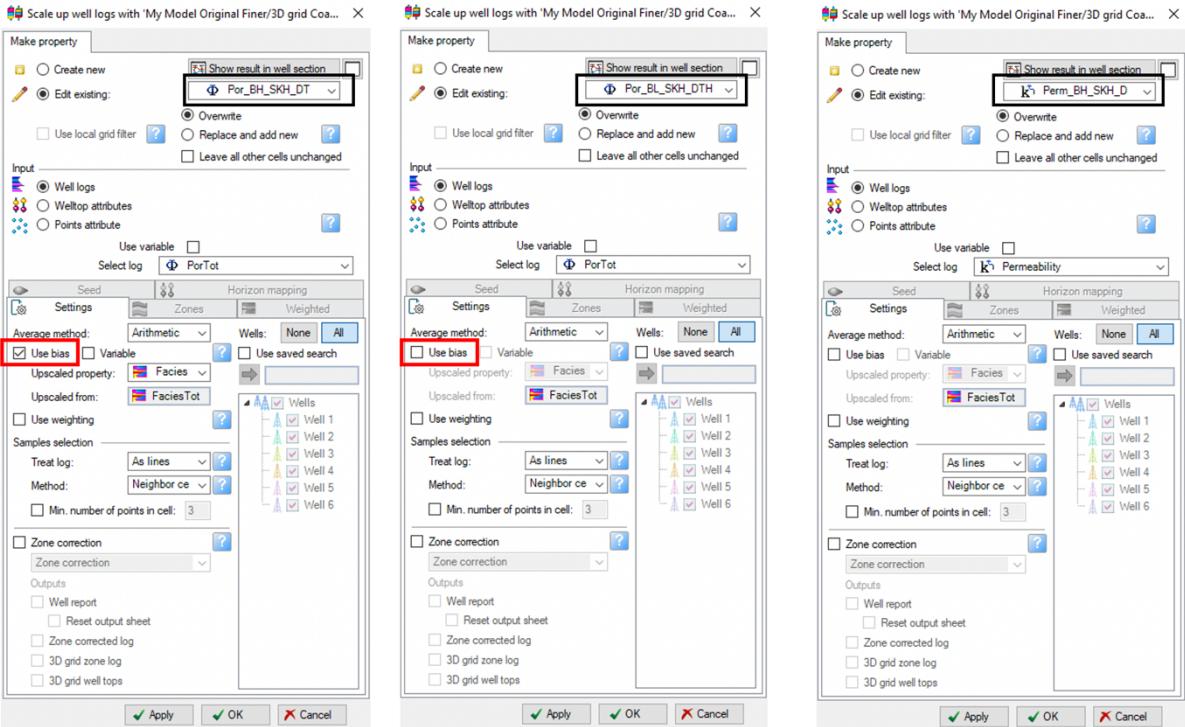 Scale up well logs with 'My Model Original Finer/3D grid Coa...
Make property
Create new
Show result in well section
Edit existing:
Por_BH_SKH_DT
Overwrite
Use local grid filter
?
Replace and add new
?
Leave all other cells unchanged
Input
Well logs
Welltop attributes
Points attribute
?
Use variable
Select log
Φ PorTot
Seed
Horizon mapping
Settings
Zones
Weighted
Average method:
Arithmetic
Wells:
None
All
Use bias
Variable
?
Use saved search
Upscaled property:
Facies
Upscaled from:
FaciesTot
Wells
Use weighting
?
Well 1
Samples selection
Well 2
Treat log:
As lines
?
Well 3
Well 4
Method:
Neighbor ce
?
Well 5
Min. number of points in cell:
3
Well 6
Zone correction
?
Zone correction
Outputs
Well report
Reset output sheet
Zone corrected log
3D grid zone log
3D grid well tops
Apply
OK
Cancel
Scale up well logs with 'My Model Original Finer/3D grid Coa...
Make property
Create new
Show result in well section
Edit existing:
Por_BL_SKH_DTH
Overwrite
Use local grid filter
?
Replace and add new
?
Leave all other cells unchanged
Input
Well logs
Welltop attributes
Points attribute
?
Use variable
Select log
Φ PorTot
Seed
Horizon mapping
Settings
Zones
Weighted
Average method:
Arithmetic
Wells:
None
All
Use bias
Variable
?
Use saved search
Upscaled property:
Facies
Upscaled from:
FaciesTot
Wells
Use weighting
?
Well 1
Samples selection
Well 2
Treat log:
As lines
?
Well 3
Well 4
Method:
Neighbor ce
?
Well 5
Min. number of points in cell:
3
Well 6
Zone correction
?
Zone correction
Outputs
Well report
Reset output sheet
Zone corrected log
3D grid zone log
3D grid well tops
Apply
OK
Cancel
Scale up well logs with 'My Model Original Finer/3D grid Coa...
Make property
Create new
Show result in well section
Edit existing:
Perm_BH_SKH_D
Overwrite
Use local grid filter
?
Replace and add new
?
Leave all other cells unchanged
Input
Well logs
Welltop attributes
Points attribute
?
Use variable
Select log
Permeability
Seed
Horizon mapping
Settings
Zones
Weighted
Average method:
Arithmetic
Wells:
None
All
Use bias
Variable
?
Use saved search
Upscaled property:
Facies
Upscaled from:
FaciesTot
Wells
Use weighting
?
Well 1
Samples selection
Well 2
Treat log:
As lines
?
Well 3
Well 4
Method:
Neighbor ce
?
Well 5
Min. number of points in cell:
3
Well 6
Zone correction
?
Zone correction
Outputs
Well report
Reset output sheet
Zone corrected log
3D grid zone log
3D grid well tops
Apply
OK
Cancel